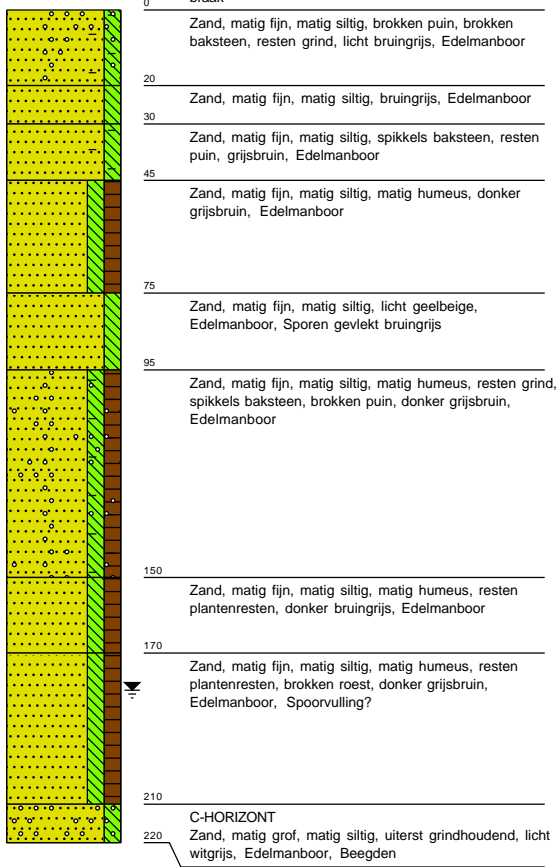 braak
0
Zand, matig fijn, matig siltig, brokken puin, brokken
baksteen, resten grind, licht bruingrijs, Edelmanboor
20
Zand, matig fijn, matig siltig, bruingrijs, Edelmanboor
30
Zand, matig fijn, matig siltig, spikkels baksteen, resten
puin, grijsbruin, Edelmanboor
45
Zand, matig fijn, matig siltig, matig humeus, donker
grijsbruin, Edelmanboor
75
Zand, matig fijn, matig siltig, licht geelbeige,
Edelmanboor, Sporen gevlekt bruingrijs
95
Zand, matig fijn, matig siltig, matig humeus, resten grind,
spikkels baksteen, brokken puin, donker grijsbruin,
Edelmanboor
150
Zand, matig fijn, matig siltig, matig humeus, resten
plantenresten, donker bruingrijs, Edelmanboor
170
Zand, matig fijn, matig siltig, matig humeus, resten
plantenresten, brokken roest, donker grijsbruin,
Edelmanboor, Spoorvulling?
210
C-HORIZONT
220 Zand, matig grof, matig siltig, uiterst grindhoudend, licht
witgrijs, Edelmanboor, Beegden